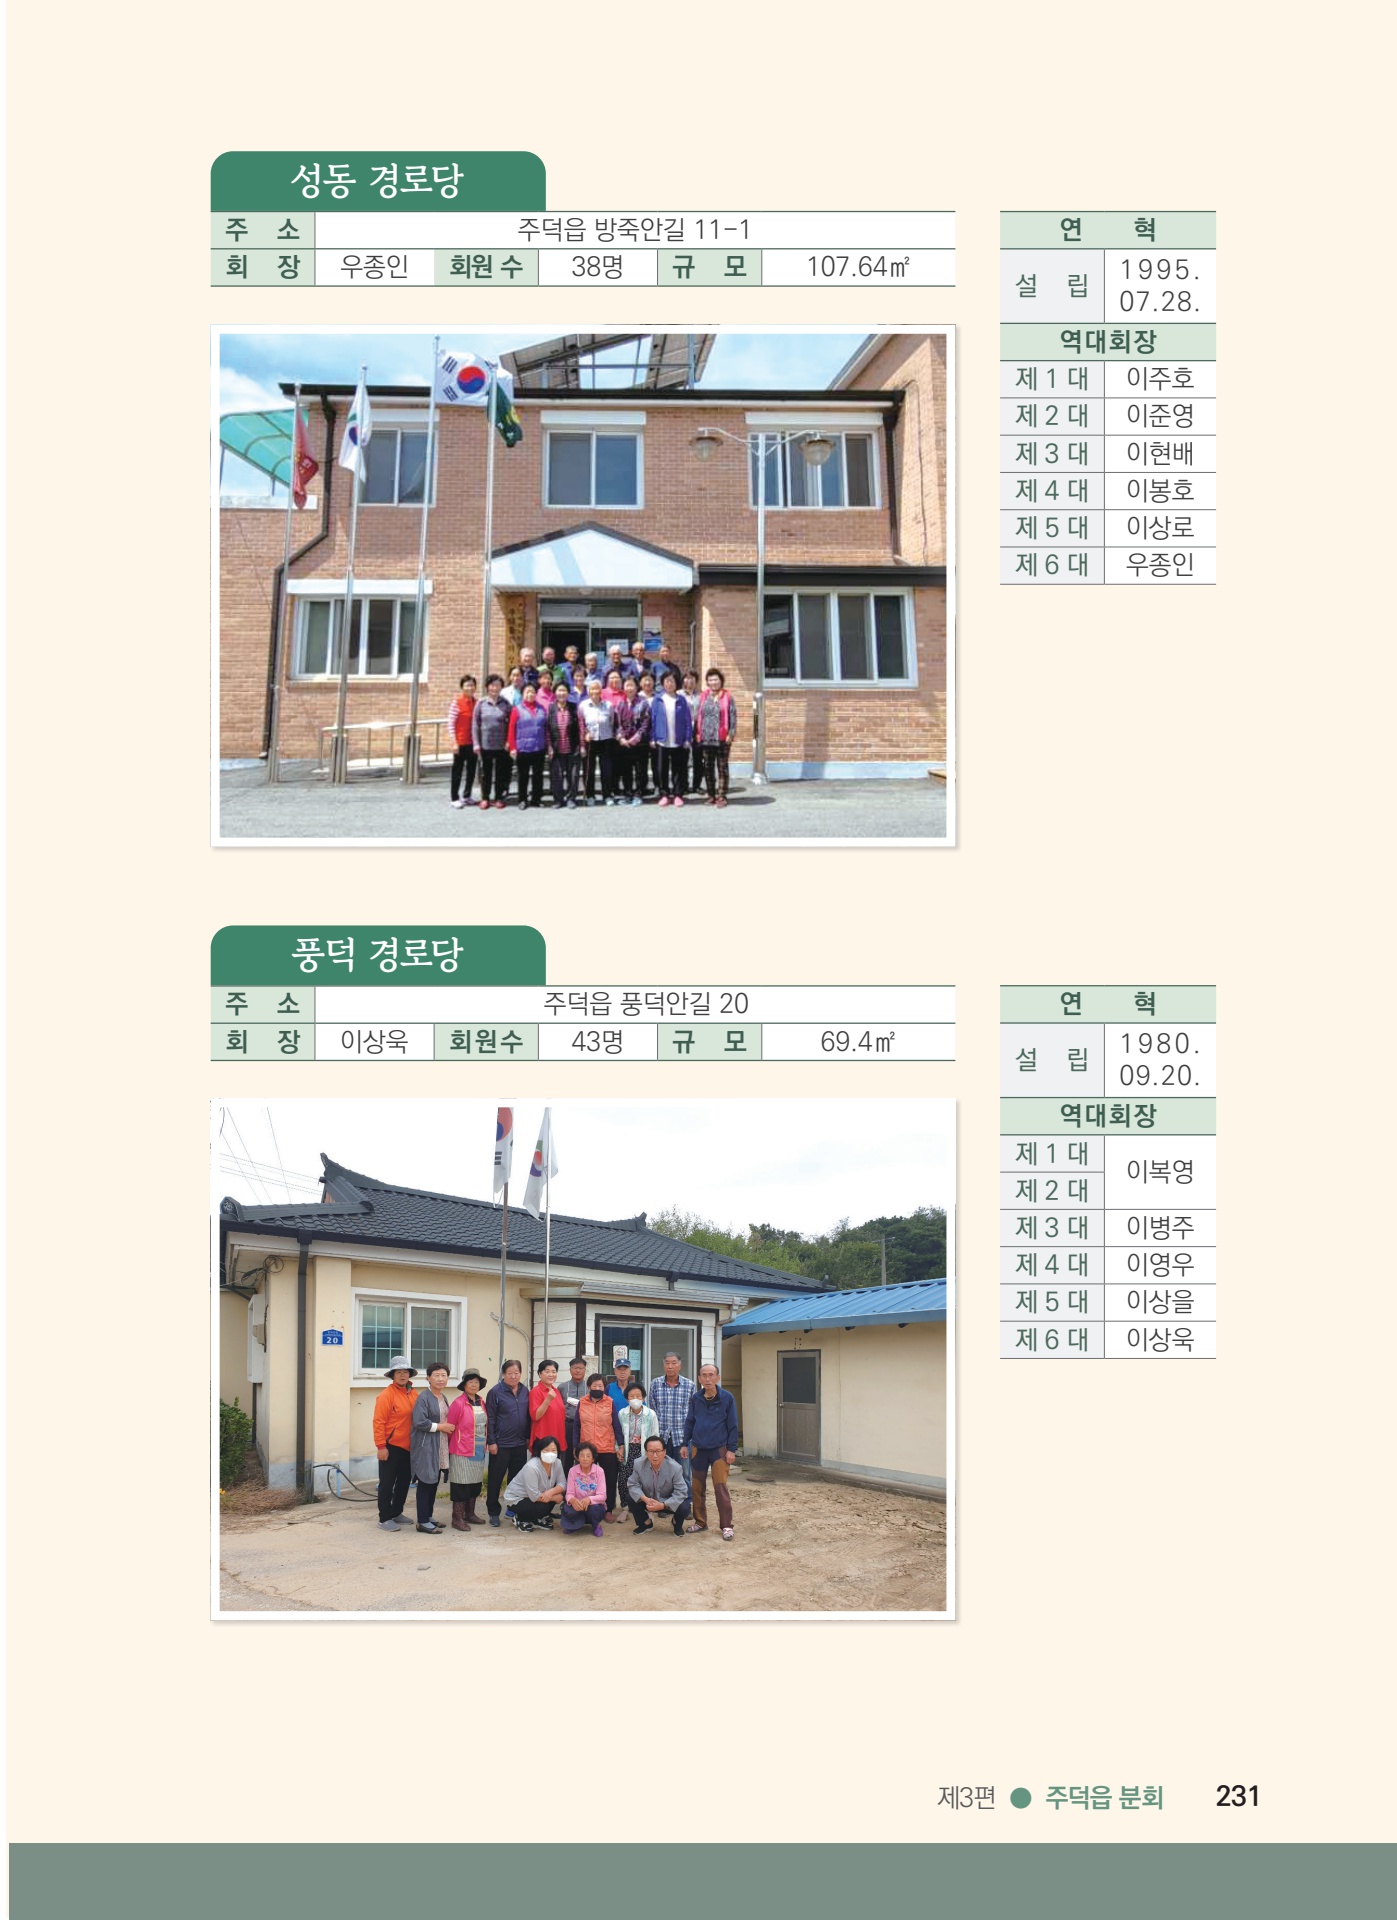 성동 경로당
주 소 주덕읍 방죽안길 11-1
회 장 우종인 회원 수 38명 규 모 107.64㎡
연 혁
설 립 1995. 07.28.
역대회장
제 1 대 이주호
제 2 대 이준영
제 3 대 이현배
제 4 대 이봉호
제 5 대 이상로
제 6 대 우종인
풍덕 경로당
주 소 주덕읍 풍덕안길 20
회 장 이상욱 회원수 43명 규 모 69.4㎡
연 혁
설 립 1980. 09.20.
역대회장
제 1 대 이복영
제 2 대
제 3 대 이병주
제 4 대 이영우
제 5 대 이상을
제 6 대 이상욱
20
제3편 ● 주덕읍 분회 231